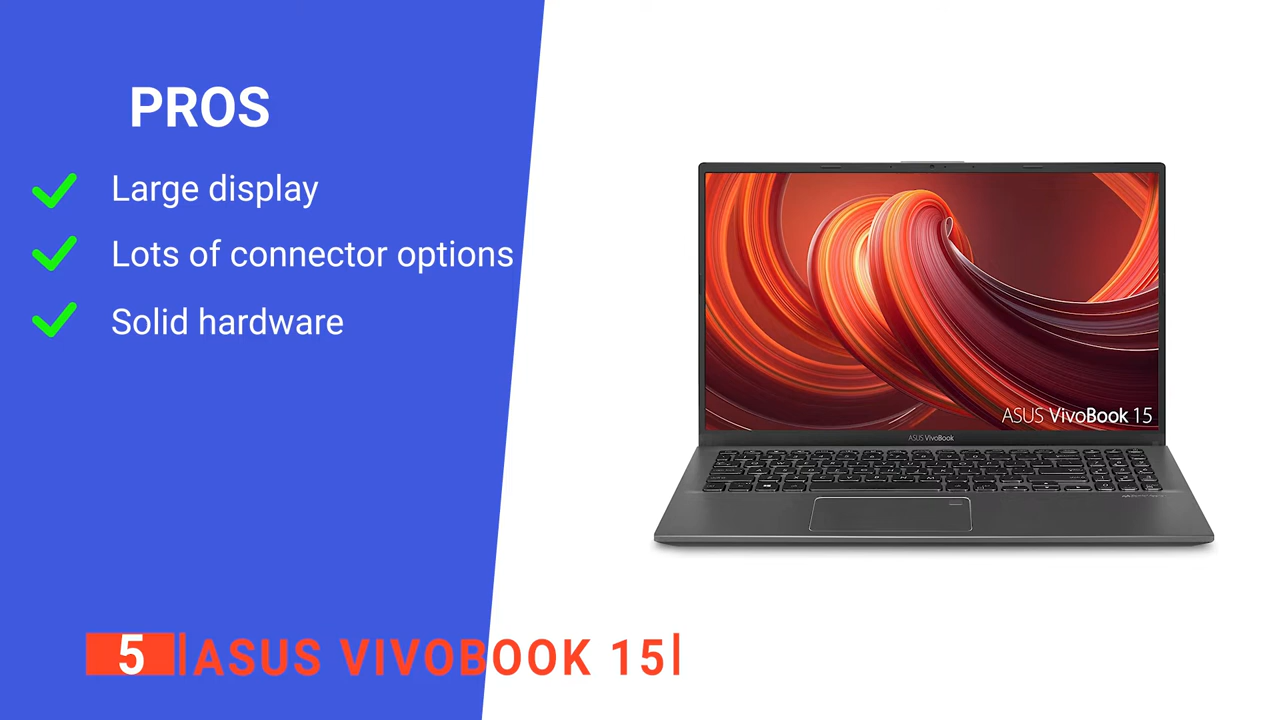 PROS
Large display
Lots of connector options
Solid hardware
ASUS VivoBook 15
ASUS VivoBook
5 ASUS VIVOBOOK 15